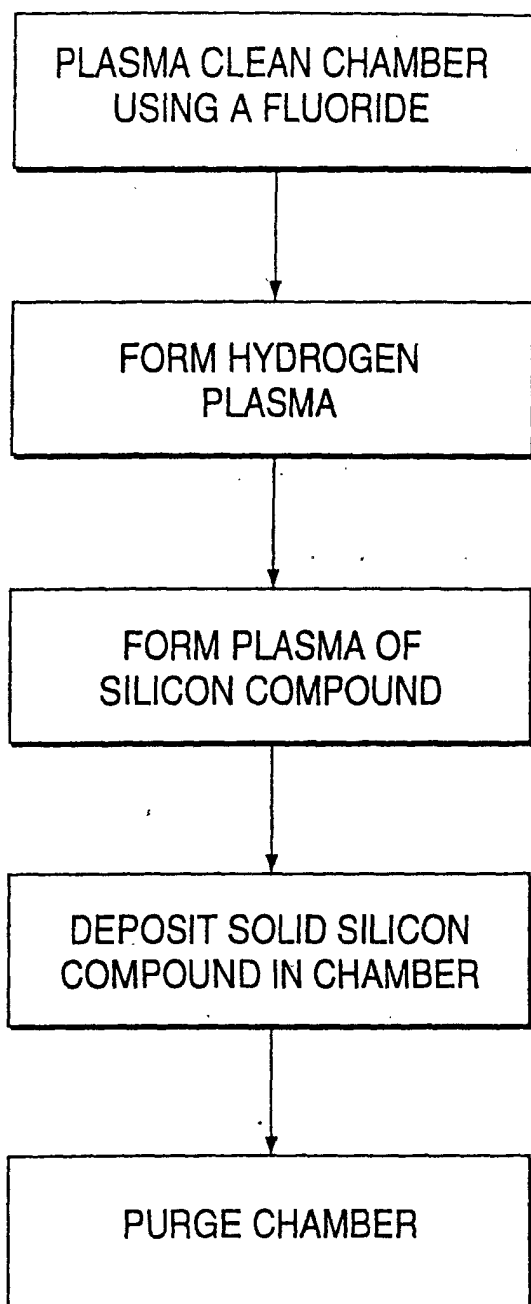 PLASMA CLEAN CHAMBER
USING A FLUORIDE
FORM HYDROGEN
PLASMA
FORM PLASMA OF
SILICON COMPOUND
DEPOSIT SOLID SILICON
COMPOUND IN CHAMBER
PURGE CHAMBER